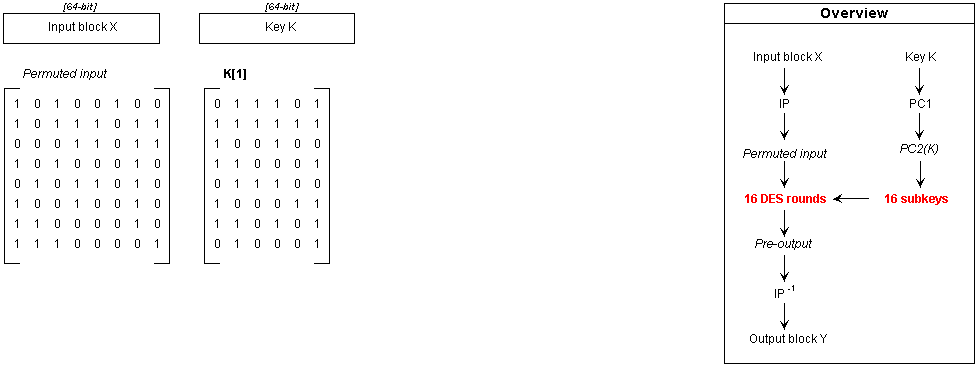 [64-bit]
Input block X
[64-bit]
Key K
Permuted input
1 0 1 0 0 1 0 0
1 0 1 1 1 0 1 1
0 0 0 1 1 0 1 0
1 0 1 0 0 0 0 1
0 1 0 1 1 0 1 0
1 0 0 1 0 0 1 0
1 1 0 0 0 0 1 0
1 1 1 0 0 0 0 1
K[1]
0 1 1 1 0 1
1 1 1 1 1 1
1 0 1 0 0 0
1 0 0 0 0 1
1 0 1 1 0 1
1 0 0 1 0 1
1 0 0 0 0 1
0 1 0 1 0 1
Overview
Input block X
IP
Permuted input
16 DES rounds
Pre-output
IP -1
Output block Y
Key K
PC1
PC2(K)
16 subkeys